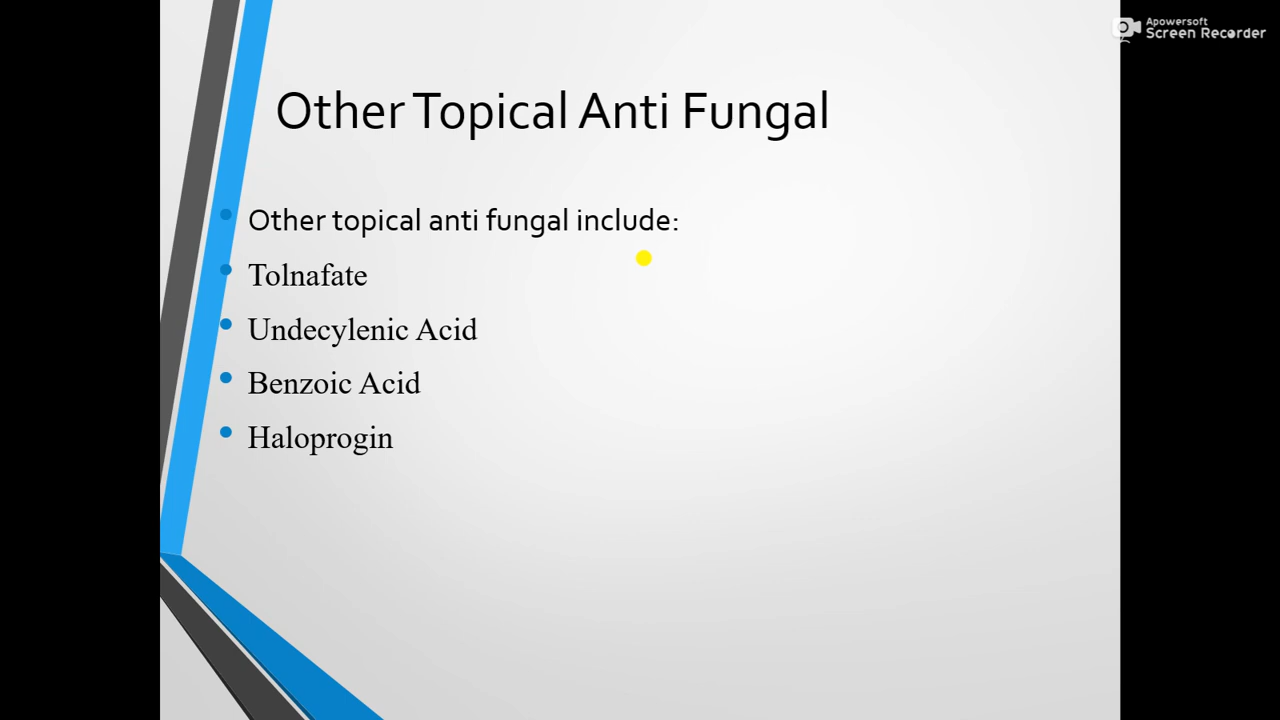 Apowersoft
Screen Recorder
Other Topical Anti Fungal
Other topical anti fungal include:
Tolnafate
Undecylenic Acid
Benzoic Acid
Haloprogin